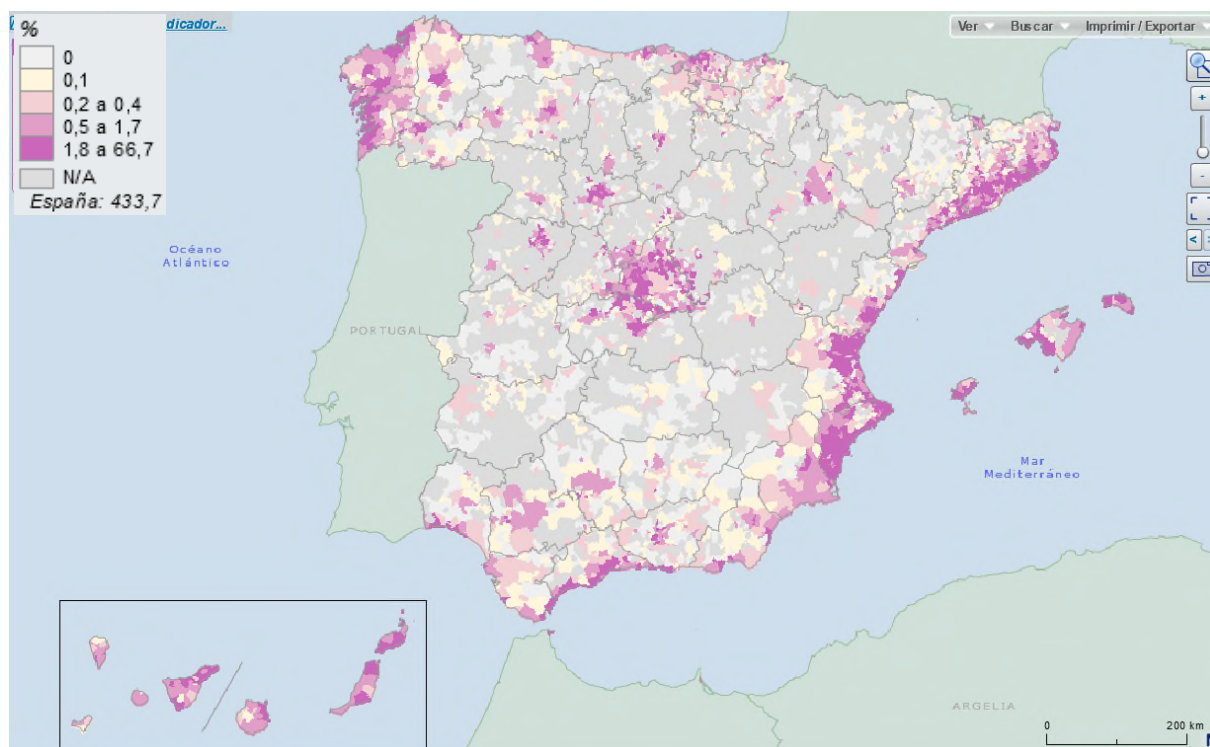 dicador...
Ver Buscar Imprimir / Exportar
%
0
0,1
0,2 a 0,4
0,5 a 1,7
1,8 a 66,7
N/A
España: 433,7
+
-
< >
Océano
Atlántico
PORTUGAL
Mar
Mediterráneo
ARGELIA
0 200 km